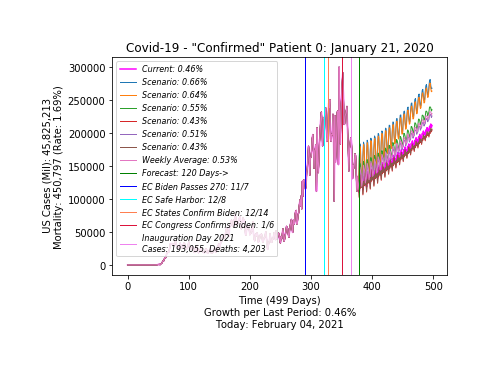 Covid-19 - "Confirmed" Patient 0: January 21, 2020
US Cases (Mil): 45,825,213
Mortality: 450,797 (Rate: 1.69%)
300000
250000
200000
150000
100000
50000
0
Current: 0.46%
Scenario: 0.66%
Scenario: 0.64%
Scenario: 0.55%
Scenario: 0.43%
Scenario: 0.51%
Scenario: 0.43%
Weekly Average: 0.53%
Forecast: 120 Days->
EC Biden Passes 270: 11/7
EC Safe Harbor: 12/8
EC States Confirm Biden: 12/14
EC Congress Confirms Biden: 1/6
Inauguration Day 2021
Cases: 193,055, Deaths: 4,203
0 100 200 300 400 500
Time (499 Days)
Growth per Last Period: 0.46%
Today: February 04, 2021